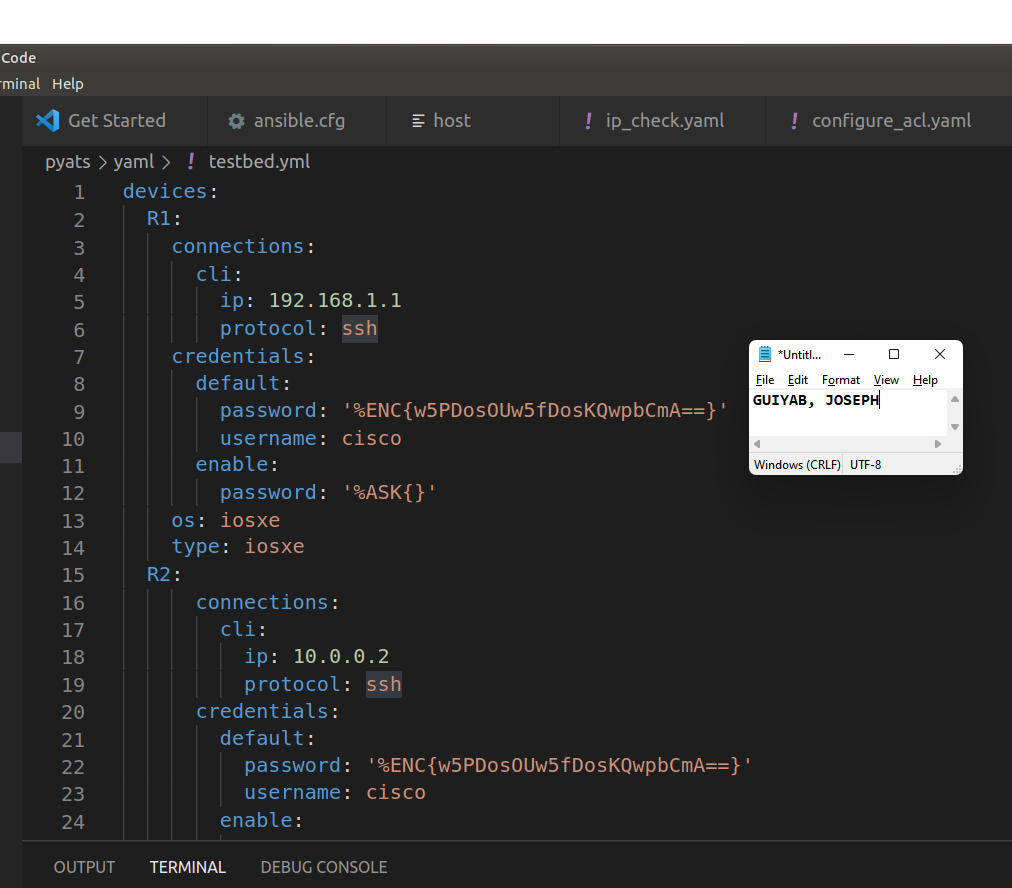 Code
rminal Help
Get Started ansible.cfg host ! ip_check.yaml ! configure_acl.yaml
pyats > yaml > ! testbed.yml
1 devices:
2   R1:
3     connections:
4       cli:
5         ip: 192.168.1.1
6         protocol: ssh
7     credentials:
8       default:
9         password: '%ENC{w5PDosOUw5fDosKQwpbCmA==}'
10         username: cisco
11       enable:
12         password: '%ASK{}'
13     os: iosxe
14     type: iosxe
15   R2:
16       connections:
17         cli:
18           ip: 10.0.0.2
19           protocol: ssh
20       credentials:
21         default:
22           password: '%ENC{w5PDosOUw5fDosKQwpbCmA==}'
23           username: cisco
24         enable:
OUTPUT TERMINAL DEBUG CONSOLE
*Untitl...
File Edit Format View Help
GUIYAB, JOSEPH
Windows (CRLF) UTF-8